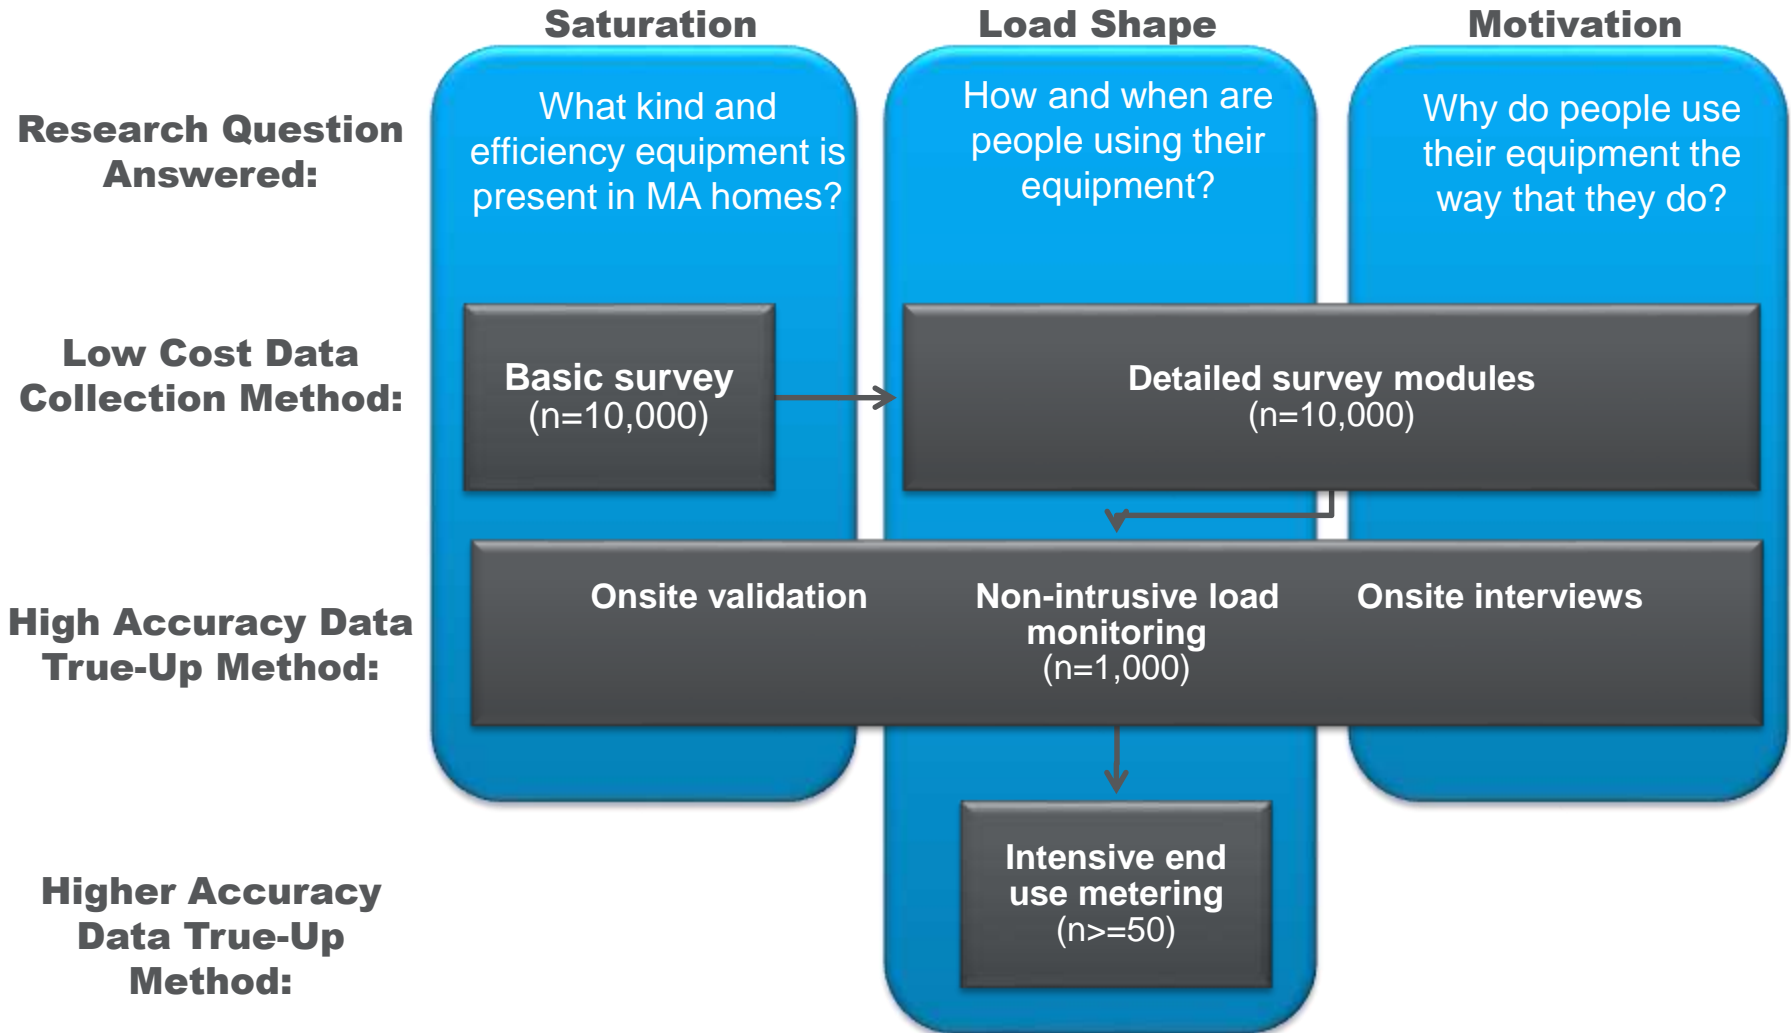 Saturation
Load Shape
Motivation
Research Question
Answered:
What kind and
efficiency equipment is
present in MA homes?
How and when are
people using their
equipment?
Why do people use
their equipment the
way that they do?
Low Cost Data
Collection Method:
Basic survey
(n=10,000)
Detailed survey modules
(n=10,000)
High Accuracy Data
True-Up Method:
Onsite validation
Non-intrusive load
monitoring
(n=1,000)
Onsite interviews
Higher Accuracy
Data True-Up
Method:
Intensive end
use metering
(n>=50)